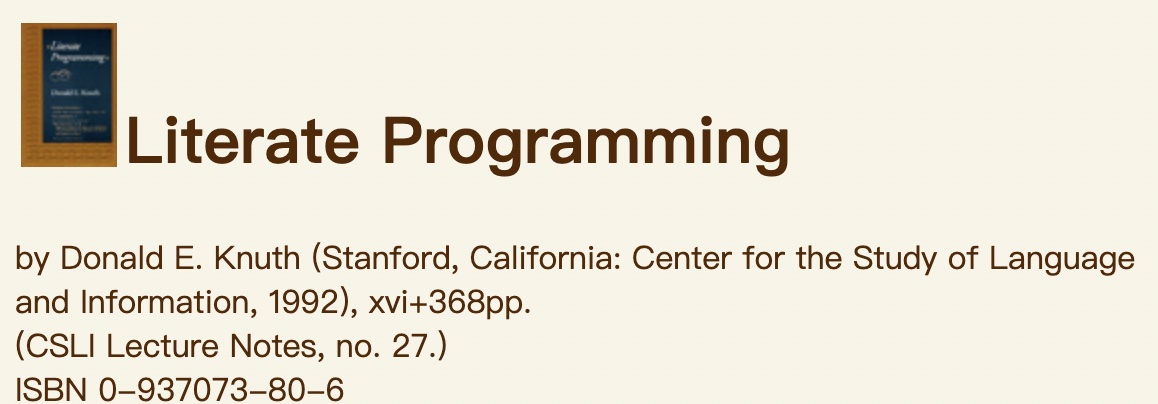 Literate
Programming
Donald E. Knuth
Literate Programming
by Donald E. Knuth (Stanford, California: Center for the Study of Language
and Information, 1992), xvi+368pp.
(CSLI Lecture Notes, no. 27.)
ISBN 0–937073–80–6